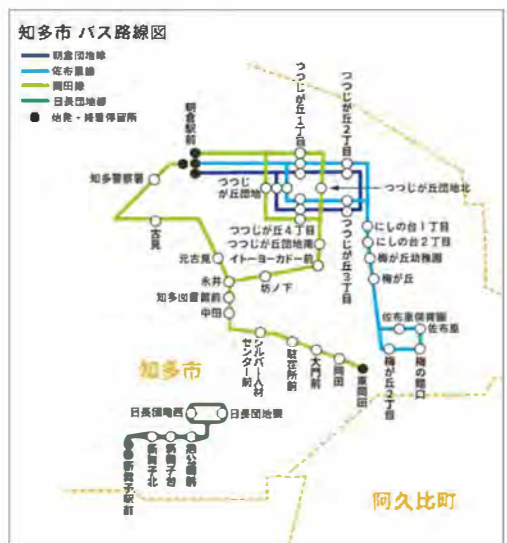 知多市 バス路線図
朝倉団地線
佐布里線
岡田線
日長団地線
始発・終着停留所
つつじが丘1丁目
つつじが丘2丁目
朝倉駅前
知多警察署
つつじ
が丘団地
つつじが丘団地北
古見
つつじが丘4丁目
つつじが丘団地南
イトーヨーカドー前
つつじが丘3丁目
にしの台1丁目
にしの台2丁目
梅が丘幼稚園
梅が丘
元古見
永井
坊ノ下
知多図書館前
中田
佐布里保育園
佐布里
シルバー人材
センター前
駐在所前
大門前
岡田
東岡田
梅が丘2丁目
梅の館口
知多市
日長団地西
日長団地東
新舞子駅前
新舞子北
新舞子台
阿久比町